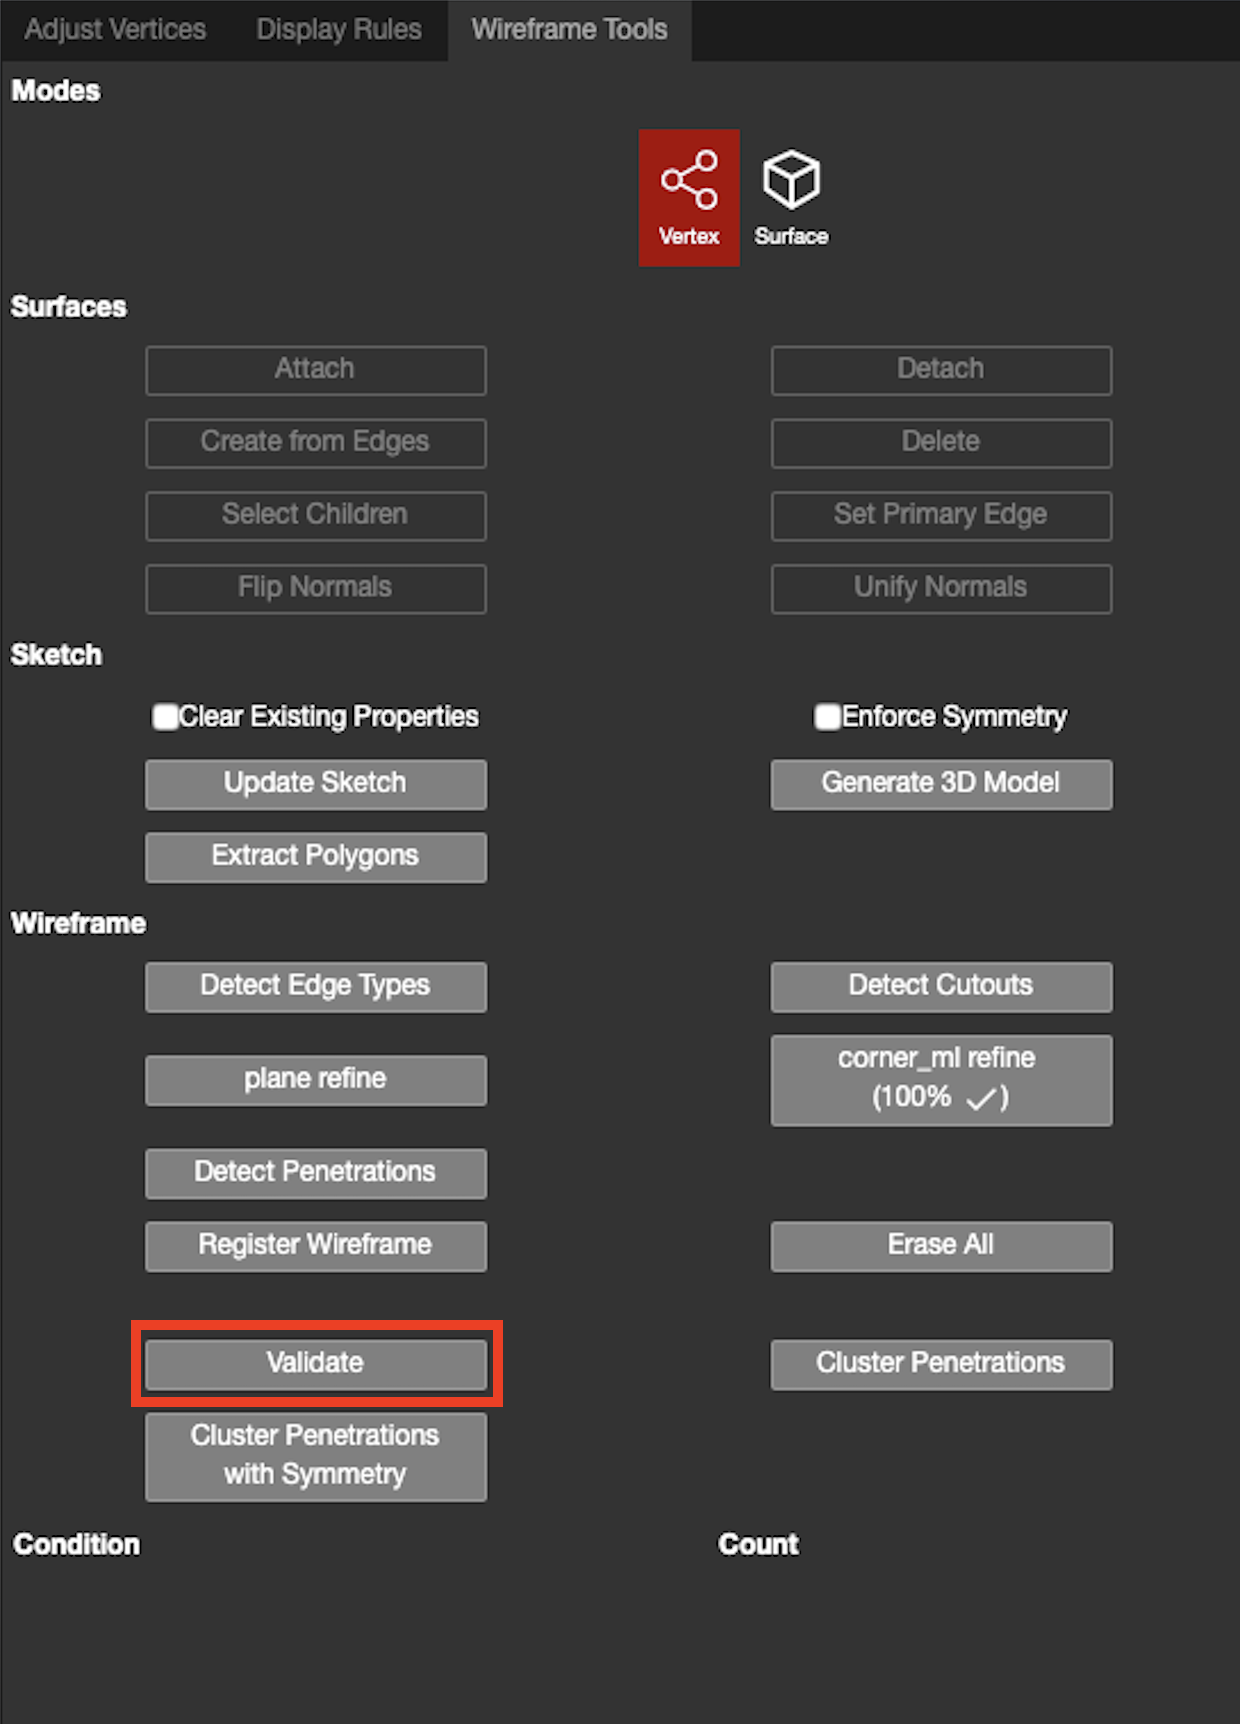 Adjust Vertices
Display Rules
Wireframe Tools
Modes
Vertex
Surface
Surfaces
Attach
Detach
Create from Edges
Delete
Select Children
Set Primary Edge
Flip Normals
Unify Normals
Sketch
Clear Existing Properties
Enforce Symmetry
Update Sketch
Generate 3D Model
Extract Polygons
Wireframe
Detect Edge Types
Detect Cutouts
plane refine
corner_ml refine
(100% ✓)
Detect Penetrations
Register Wireframe
Erase All
Validate
Cluster Penetrations
Cluster Penetrations
with Symmetry
Condition
Count